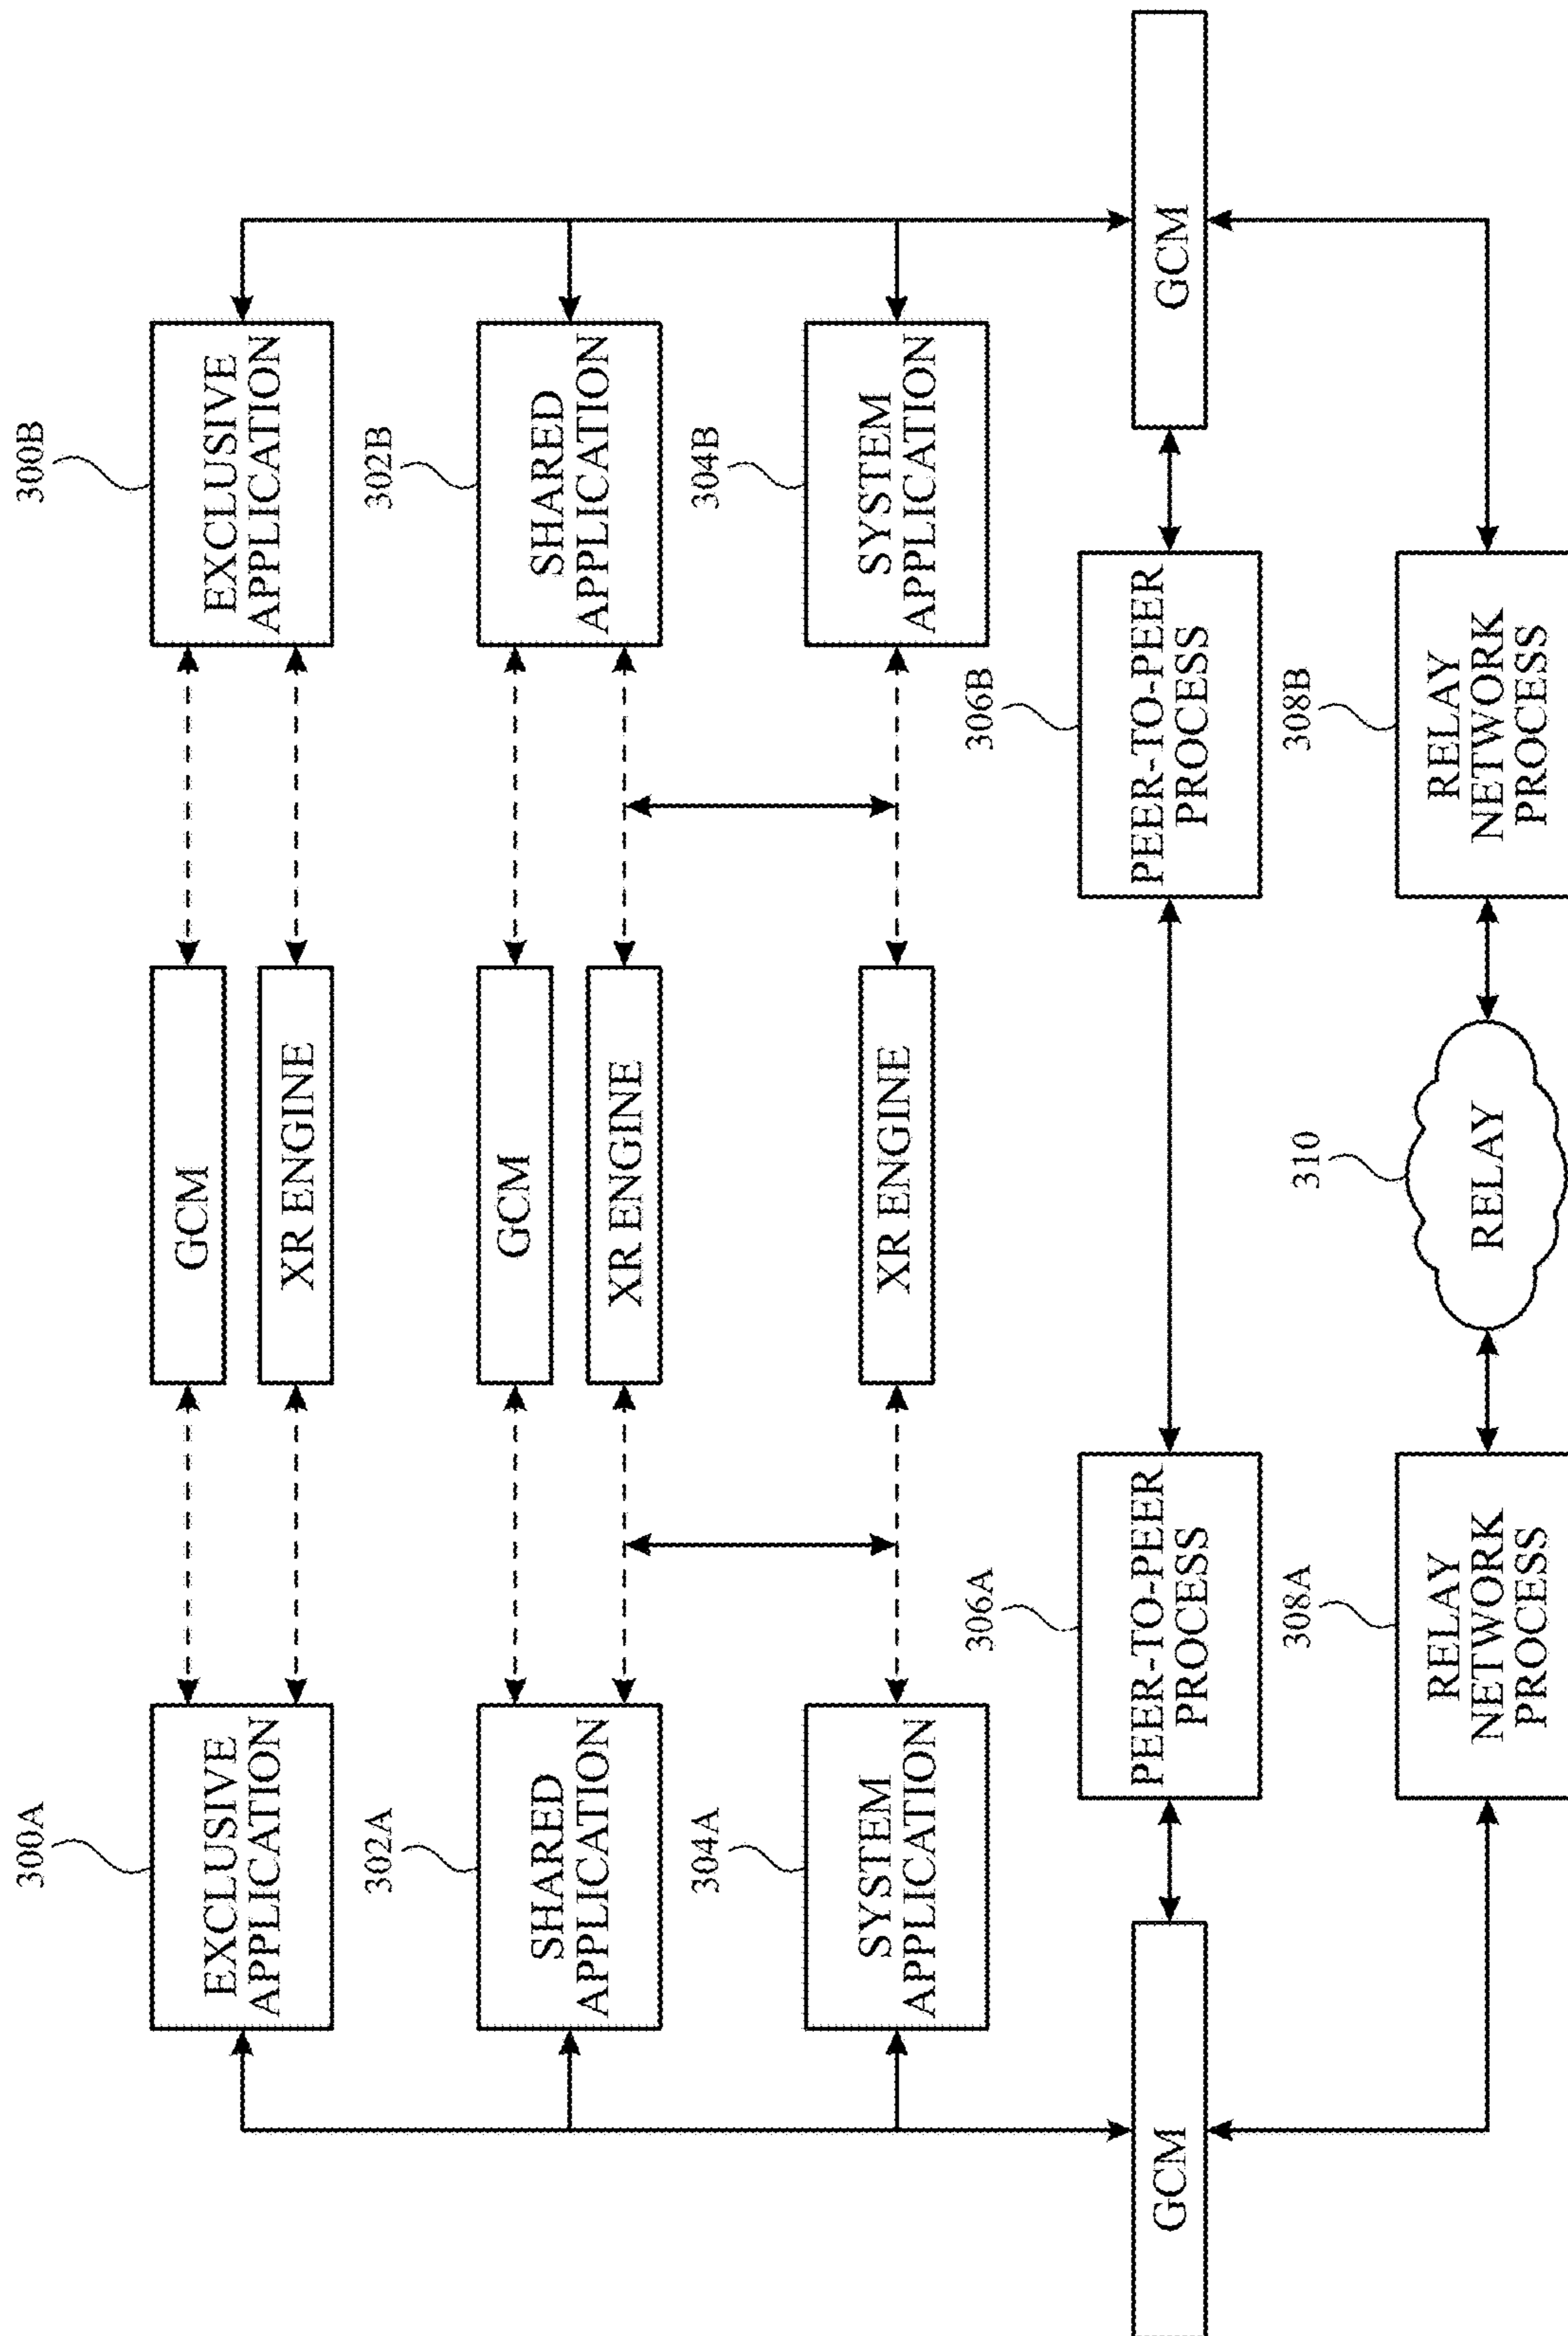 300A
EXCLUSIVE
APPLICATION
GCM
XR ENGINE
300B
EXCLUSIVE
APPLICATION
302A
SHARED
APPLICATION
GCM
XR ENGINE
302B
SHARED
APPLICATION
304A
SYSTEM
APPLICATION
XR ENGINE
304B
SYSTEM
APPLICATION
GCM
306A
PEER-TO-PEER
PROCESS
306B
PEER-TO-PEER
PROCESS
GCM
308A
RELAY
NETWORK
PROCESS
310
RELAY
308B
RELAY
NETWORK
PROCESS